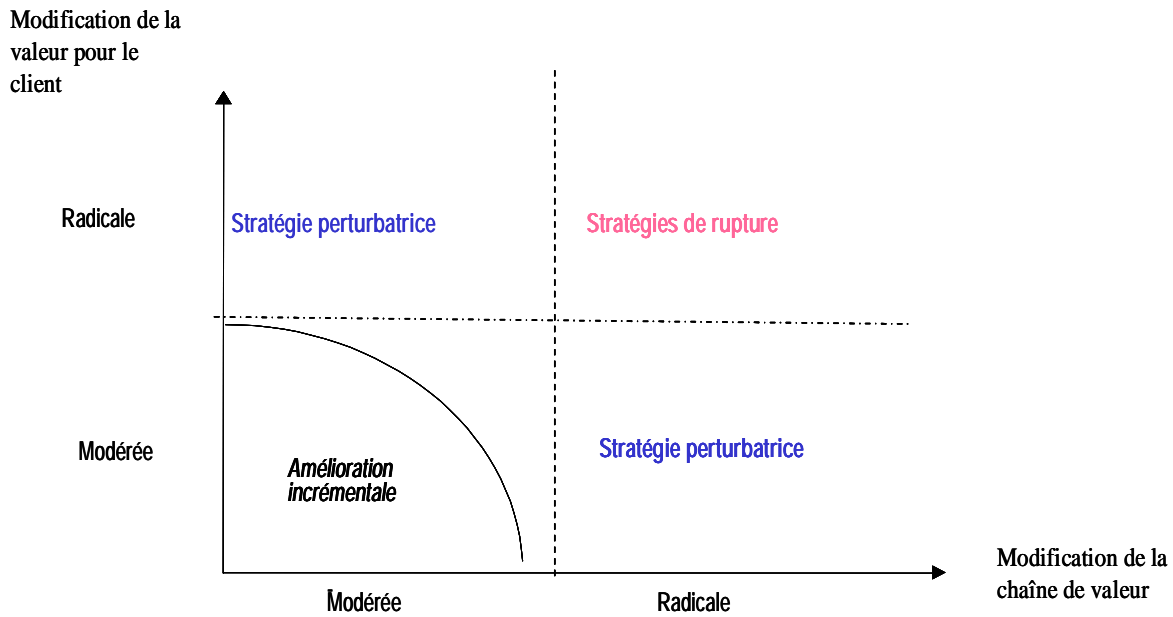 Modification de la
valeur pour le
client
Radicale
Stratégie perturbatrice
Stratégies de rupture
Modérée
Stratégie perturbatrice
Amélioration
incrémentale
Modification de la
chaîne de valeur
Modérée
Radicale